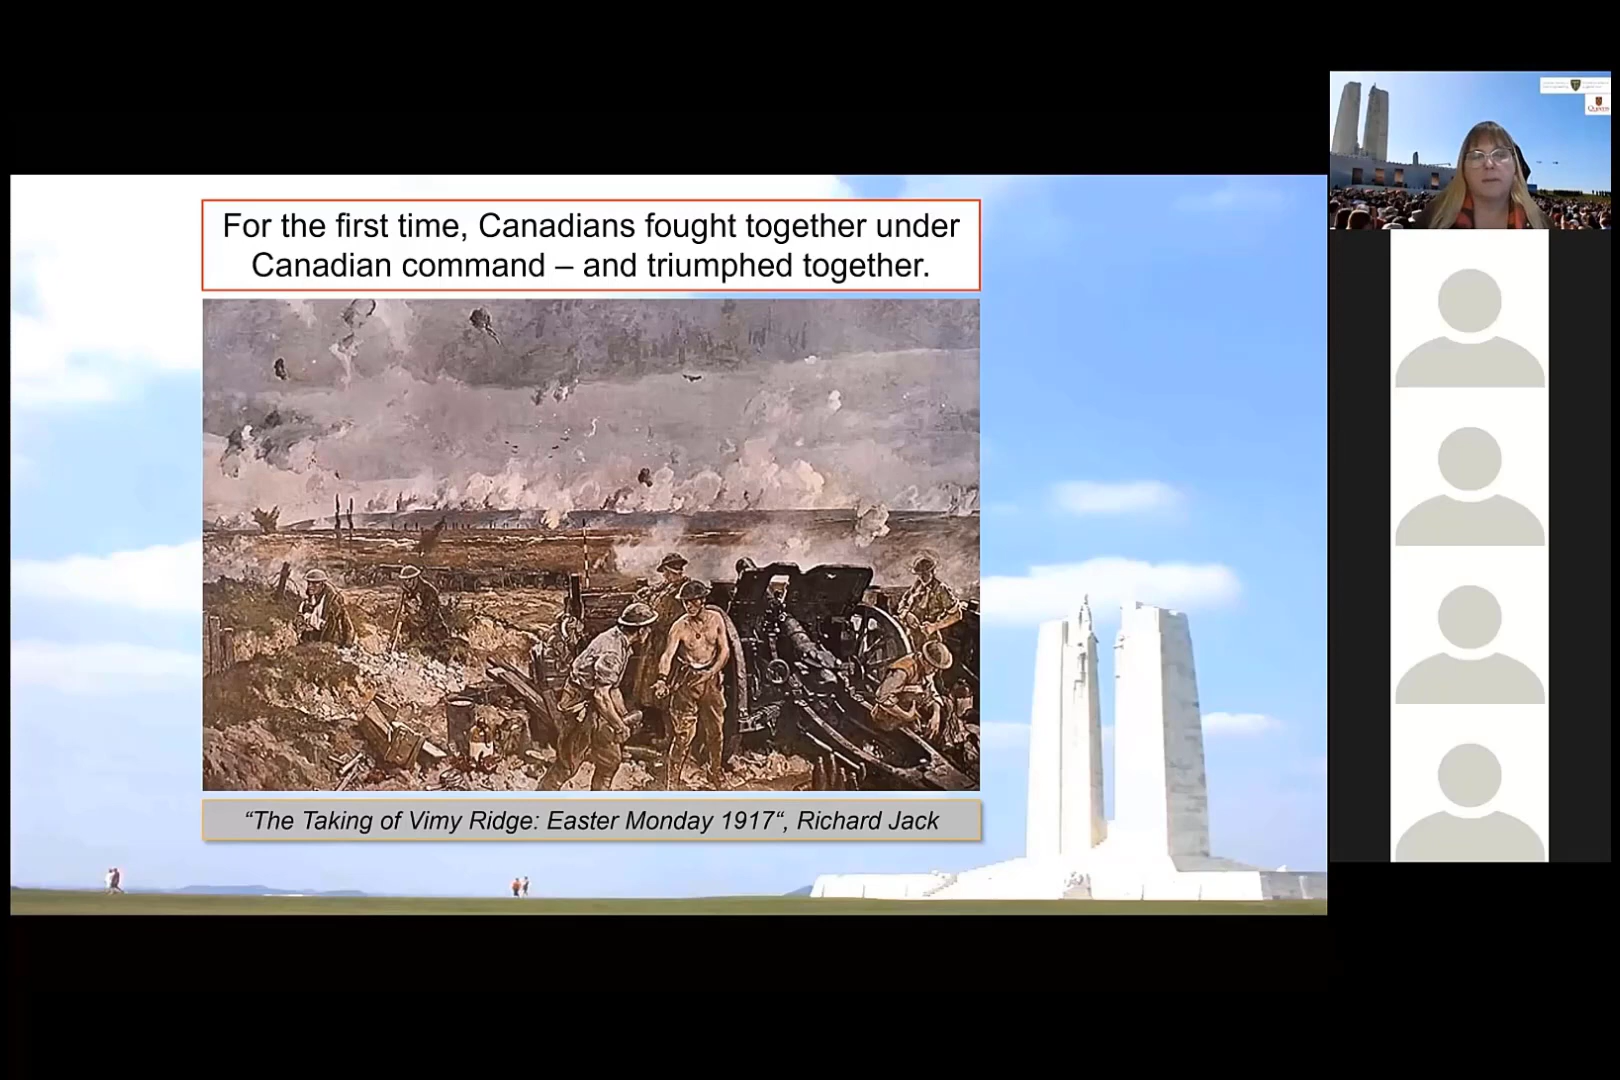 For the first time, Canadians fought together under
Canadian command – and triumphed together.
“The Taking of Vimy Ridge: Easter Monday 1917“, Richard Jack
Queen's